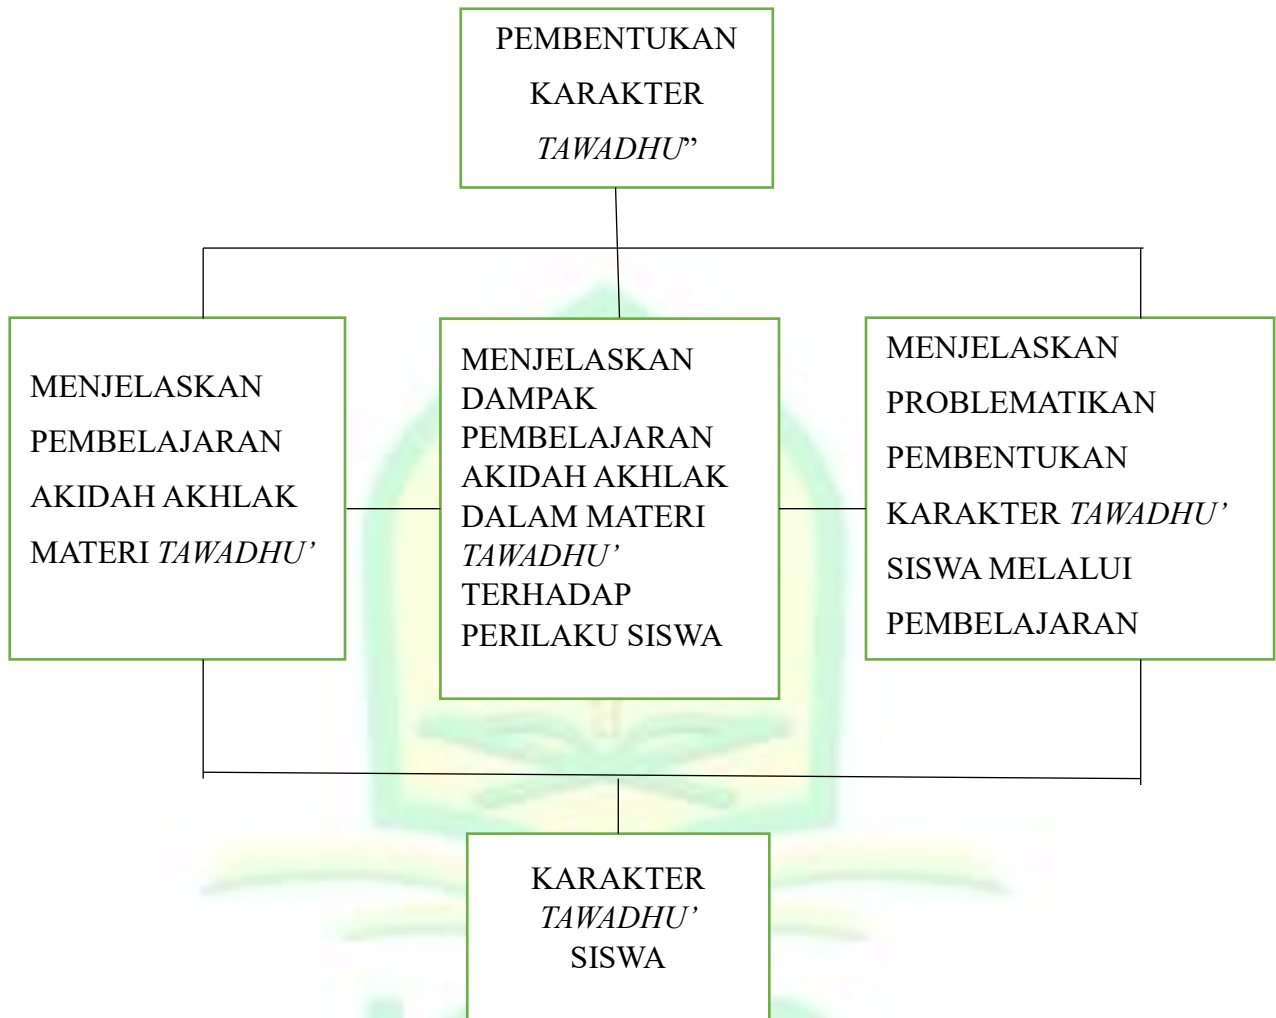 PEMBENTUKAN
KARAKTER
TAWADHU”
MENJELASKAN
PEMBELAJARAN
AKIDAH AKHLAK
MATERI TAWADHU’
MENJELASKAN
DAMPAK
PEMBELAJARAN
AKIDAH AKHLAK
DALAM MATERI
TAWADHU’
TERHADAP
PERILAKU SISWA
MENJELASKAN
PROBLEMATIKAN
PEMBENTUKAN
KARAKTER TAWADHU’
SISWA MELALUI
PEMBELAJARAN
KARAKTER
TAWADHU’
SISWA